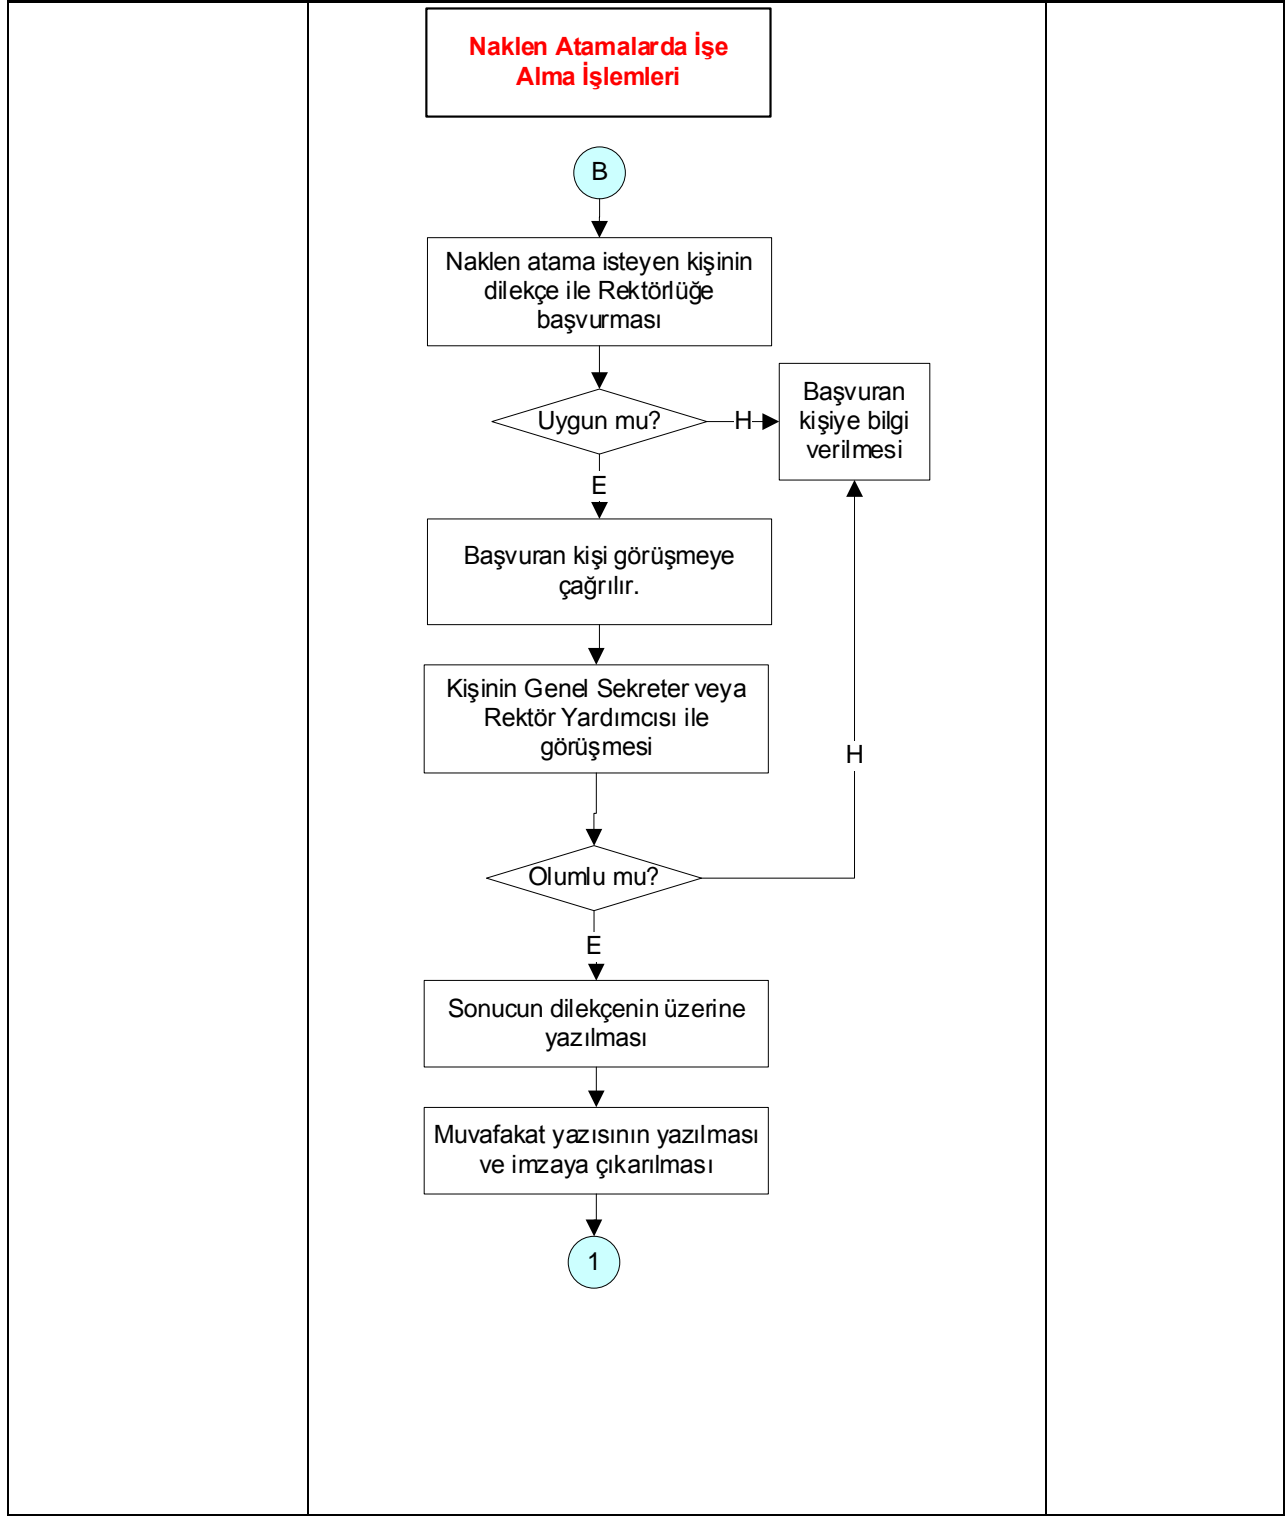 Naklen Atamalarda İşe
Alma İşlemleri
B
Naklen atama isteyen kişinin
dilekçe ile Rektörlüğe
başvurması
Uygun mu?
H
Başvuran
kişiye bilgi
verilmesi
E
Başvuran kişi görüşmeye
çağrılır.
Kişinin Genel Sekreter veya
Rektör Yardımcısı ile
görüşmesi
H
Olumlu mu?
E
Sonucun dilekçenin üzerine
yazılması
Muvafakat yazısının yazılması
ve imzaya çıkarılması
1